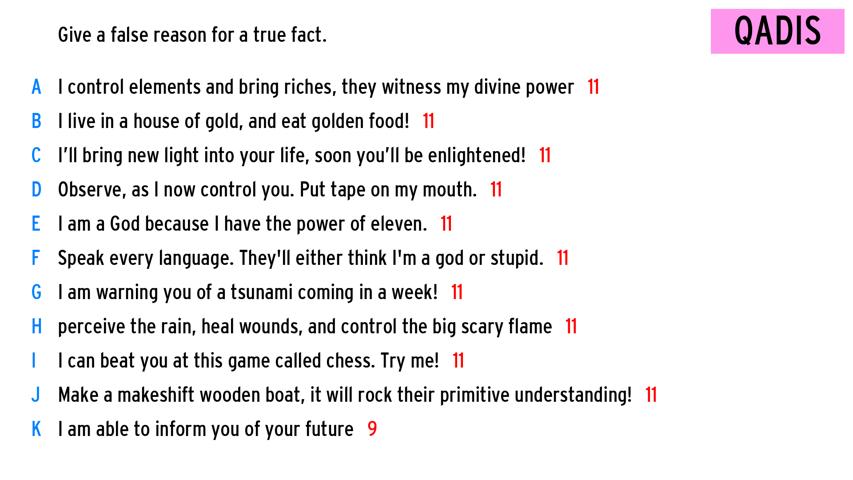 Give a false reason for a true fact.
QADIS
A I control elements and bring riches, they witness my divine power 11
B I live in a house of gold, and eat golden food! 11
C I'll bring new light into your life, soon you'll be enlightened! 11
D Observe, as I now control you. Put tape on my mouth. 11
E I am a God because I have the power of eleven. 11
F Speak every language. They'll either think I'm a god or stupid. 11
G I am warning you of a tsunami coming in a week! 11
H perceive the rain, heal wounds, and control the big scary flame 11
I I can beat you at this game called chess. Try me! 11
J Make a makeshift wooden boat, it will rock their primitive understanding! 11
K I am able to inform you of your future 9